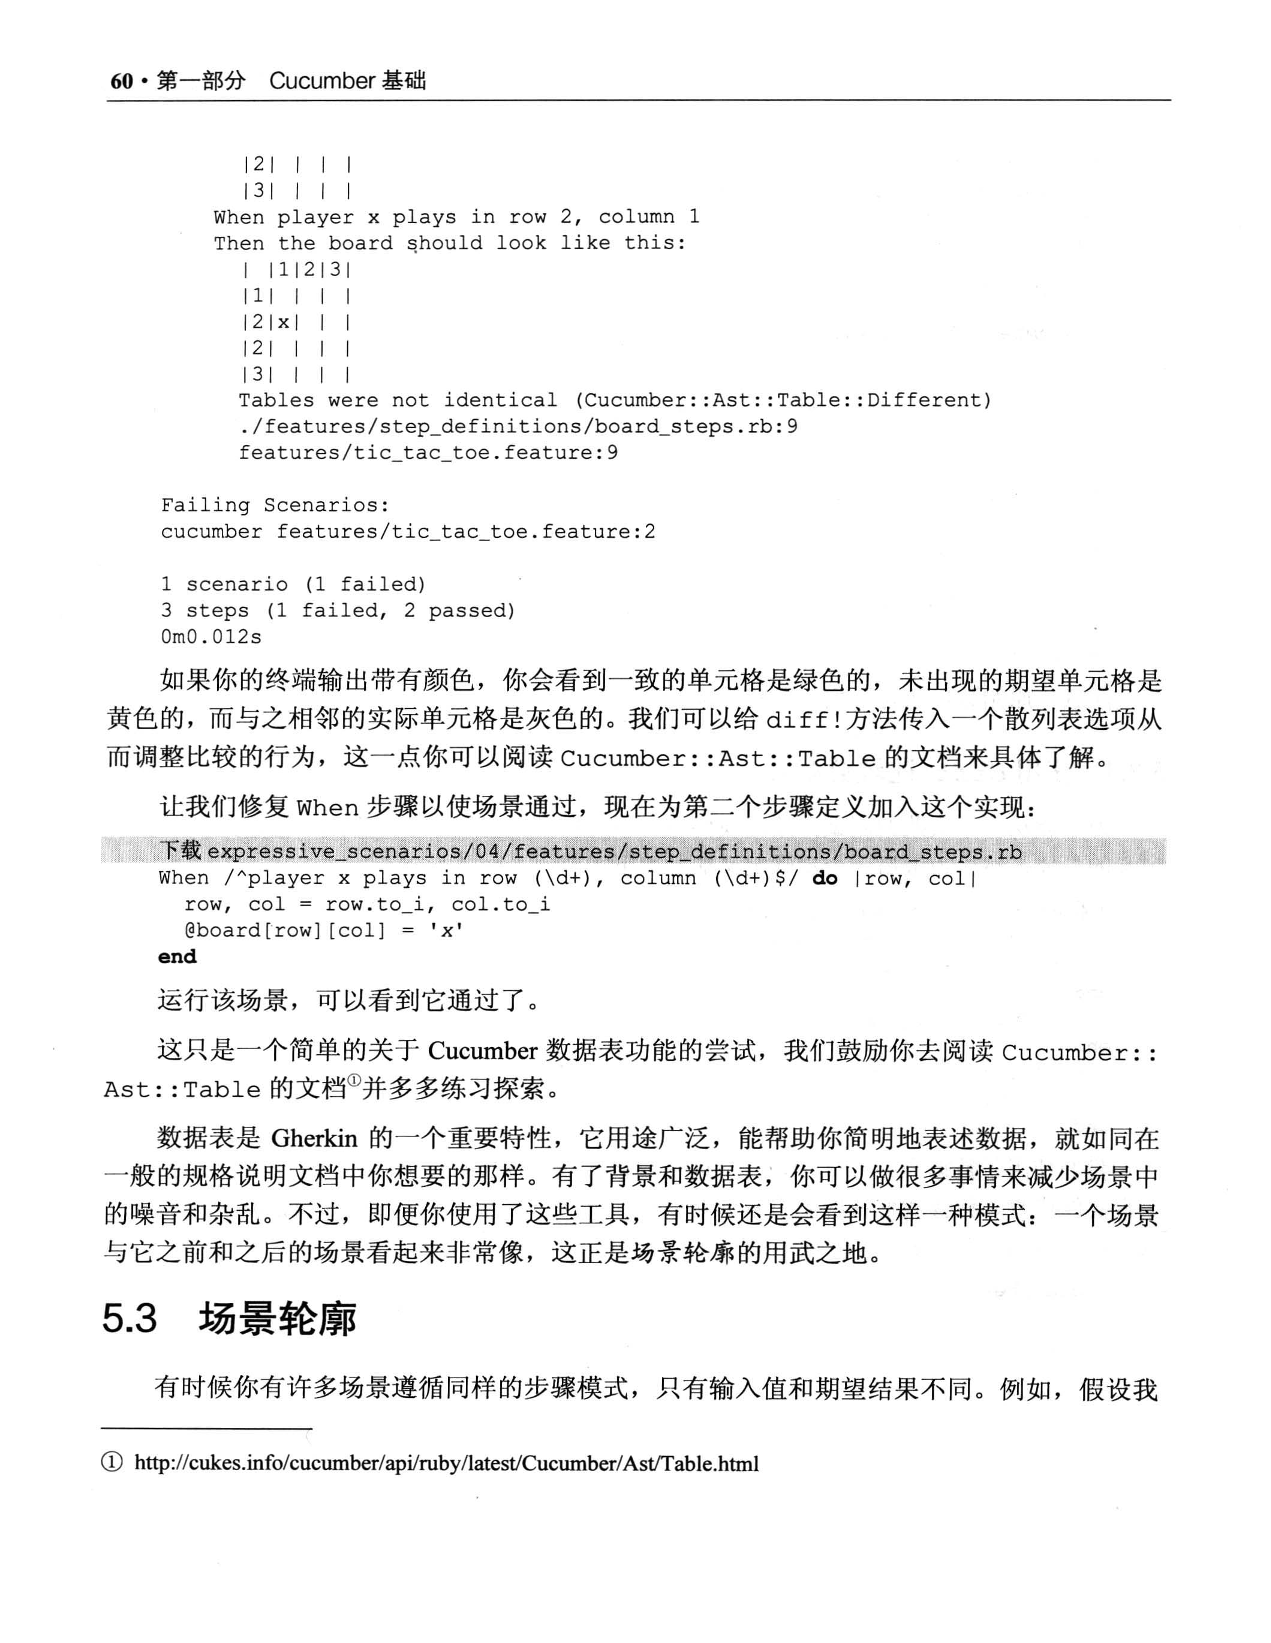 60·第一部分 Cucumber 基础
|2| | | |
|3| | | |
When player x plays in row 2, column 1
Then the board should look like this:
| |1|2|3|
|1| | | |
|2|x| | |
|2| | | |
|3| | | |
Tables were not identical (Cucumber::Ast::Table::Different)
./features/step_definitions/board_steps.rb:9
features/tic_tac_toe.feature:9
Failing Scenarios:
cucumber features/tic_tac_toe.feature:2
1 scenario (1 failed)
3 steps (1 failed, 2 passed)
0m0.012s
如果你的终端输出带有颜色，你会看到一致的单元格是绿色的，未出现的期望单元格是
黄色的，而与之相邻的实际单元格是灰色的。我们可以给 diff!方法传入一个散列表选项从
而调整比较的行为，这一点你可以阅读 Cucumber::Ast::Table 的文档来具体了解。
让我们修复 When 步骤以使场景通过，现在为第二个步骤定义加入这个实现：
下载 expressive_scenarios/04/features/step_definitions/board_steps.rb
When /^player x plays in row (\d+), column (\d+)$/ do |row, col|
row, col = row.to_i, col.to_i
@board[row][col] = 'x'
end
运行该场景，可以看到它通过了。
这只是一个简单的关于 Cucumber 数据表功能的尝试，我们鼓励你去阅读 Cucumber::
Ast::Table 的文档①并多多练习探索。
数据表是 Gherkin 的一个重要特性，它用途广泛，能帮助你简明地表述数据，就如同在
一般的规格说明文档中你想要的那样。有了背景和数据表，你可以做很多事情来减少场景中
的噪音和杂乱。不过，即便你使用了这些工具，有时候还是会看到这样一种模式：一个场景
与它之前和之后的场景看起来非常像，这正是场景轮廓的用武之地。
5.3 场景轮廓
有时候你有许多场景遵循同样的步骤模式，只有输入值和期望结果不同。例如，假设我
① http://cukes.info/cucumber/api/ruby/latest/Cucumber/Ast/Table.html